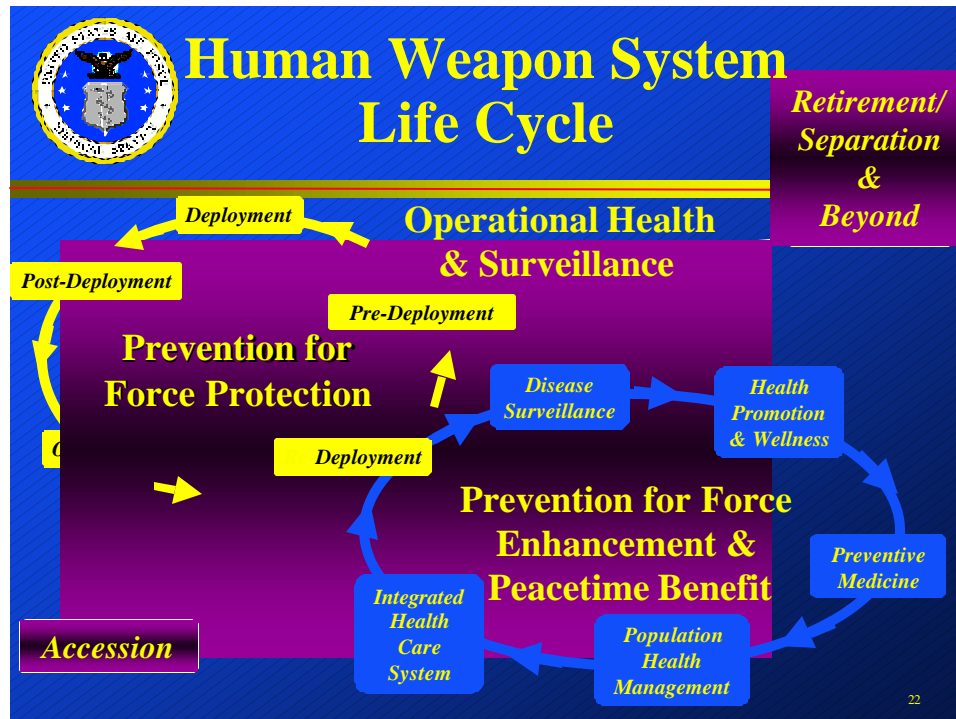 Human Weapon System
Life Cycle
Retirement/
Separation
&
Beyond
Deployment
Operational Health
& Surveillance
Post-Deployment
Pre-Deployment
Prevention for
Force Protection
Disease
Surveillance
Health
Promotion
& Wellness
Deployment
Prevention for Force
Enhancement &
Peacetime Benefit
Preventive
Medicine
Integrated
Health
Care
System
Population
Health
Management
Accession
22